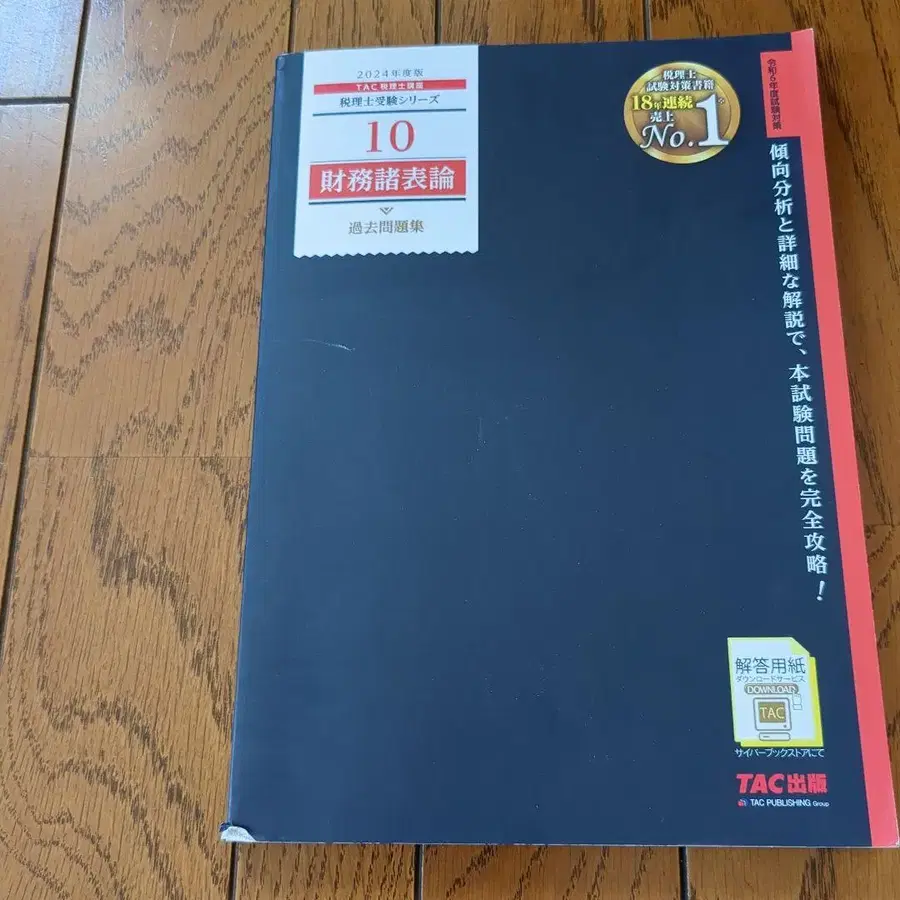 2024年度版
TAC税理士講座
税理士受験シリーズ
10
財務諸表論
過去問題集
税理士
試験対策書籍
18年連続
売上
No.1
令和6年度試験対策
傾向分析と詳細な解説で、本試験問題を完全攻略！
解答用紙
ダウンロードサービス
DOWNLOAD
TAC
サイバーブックストアにて
TAC出版
TAC PUBLISHING Group